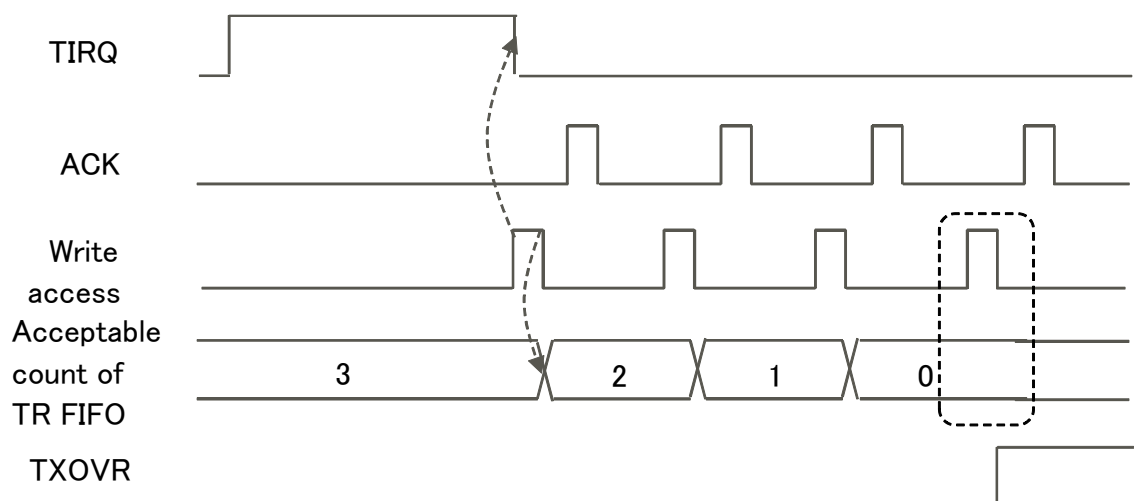 TIRQ
ACK
Write
access
Acceptable
count of
TR FIFO
3
2
1
0
TXOVR